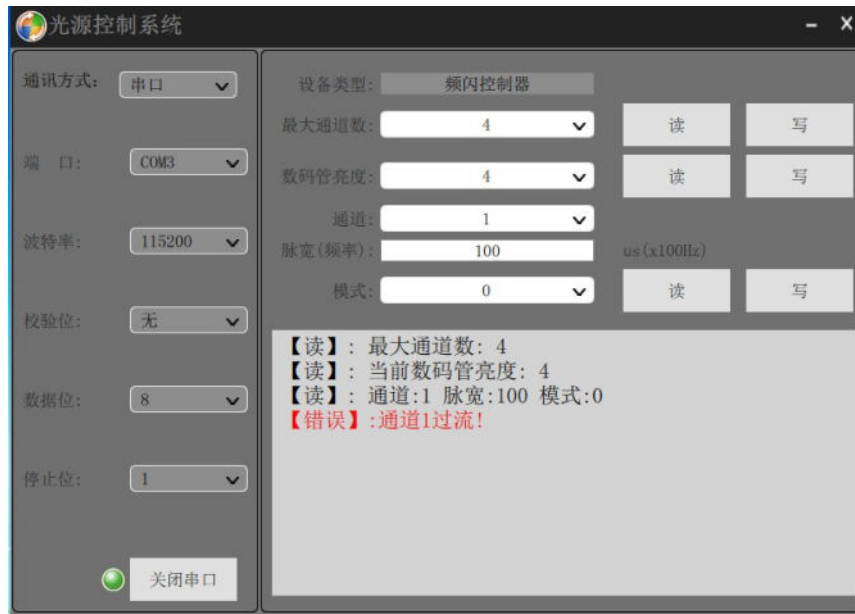 光源控制系统
通讯方式: 串口
端 口: COM3
波特率: 115200
校验位: 无
数据位: 8
停止位: 1
关闭串口
设备类型: 频闪控制器
最大通道数: 4 读 写
数码管亮度: 4 读 写
通道: 1
脉宽(频率): 100 us(x100Hz)
模式: 0 读 写
【读】: 最大通道数: 4
【读】: 当前数码管亮度: 4
【读】: 通道:1 脉宽:100 模式:0
【错误】:通道1过流!